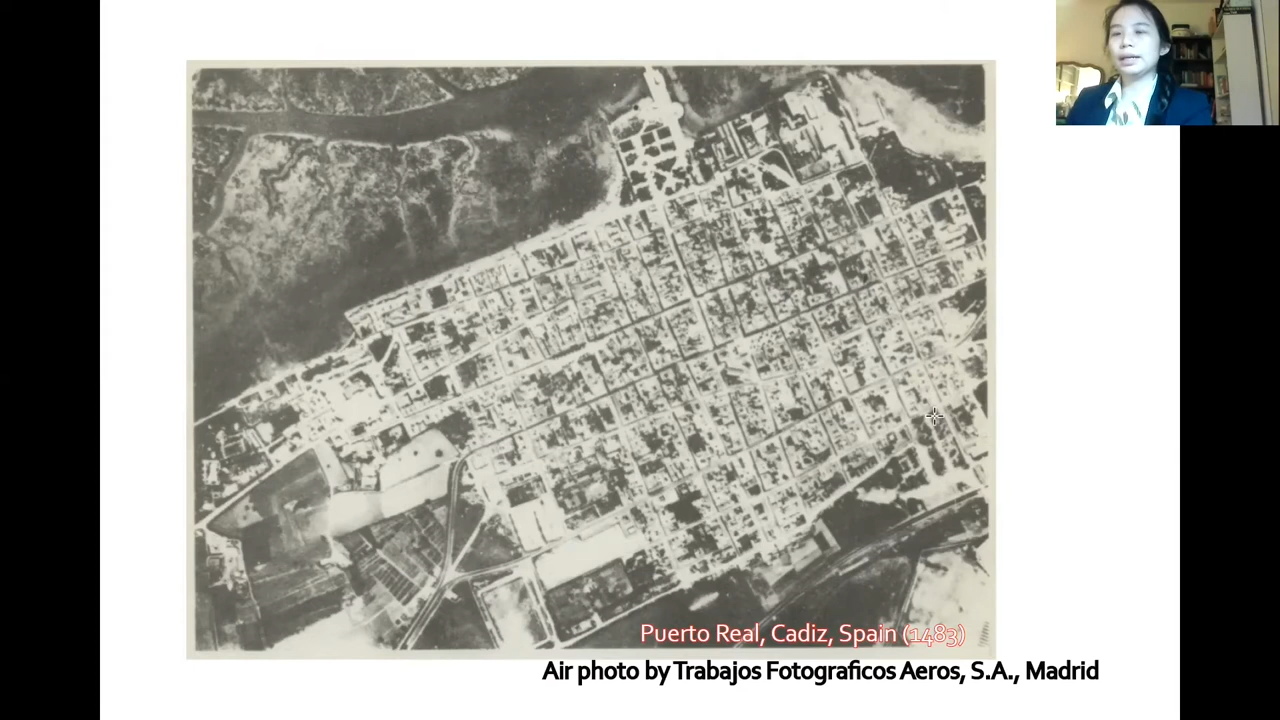 Puerto Real, Cadiz, Spain (1483)
Air photo by Trabajos Fotograficos Aeros, S.A., Madrid